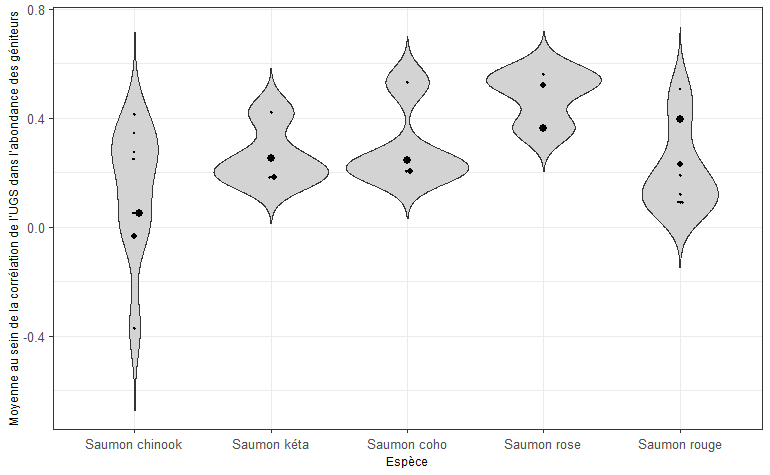 Moyenne au sein de la corrélation de l'UGS dans l'abondance des géniteurs
0.8
0.4
0.0
-0.4
Saumon chinook
Saumon kéta
Saumon coho
Saumon rose
Saumon rouge
Espèce